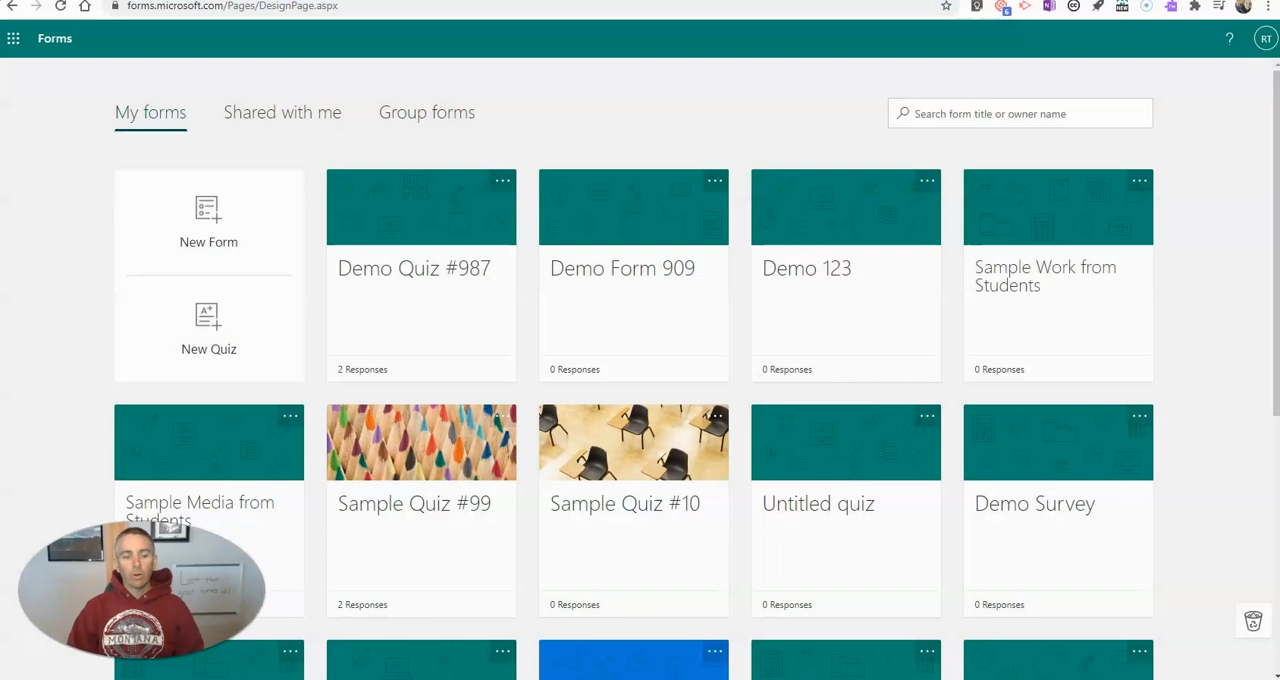 forms.microsoft.com/Pages/DesignPage.aspx
Forms
?
RT
My forms
Shared with me
Group forms
Search form title or owner name
New Form
New Quiz
Demo Quiz #987
2 Responses
Demo Form 909
0 Responses
Demo 123
0 Responses
Sample Work from
Students
0 Responses
Sample Media from
Students
Sample Quiz #99
2 Responses
Sample Quiz #10
0 Responses
Untitled quiz
0 Responses
Demo Survey
0 Responses
MONTANA